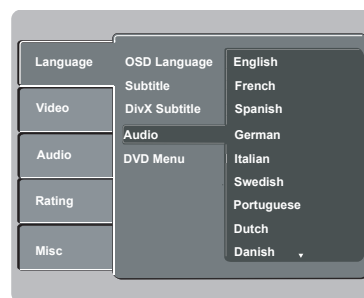 Language
Video
Audio
Rating
Misc
OSD Language
Subtitle
DivX Subtitle
Audio
DVD Menu
English
French
Spanish
German
Italian
Swedish
Portuguese
Dutch
Danish